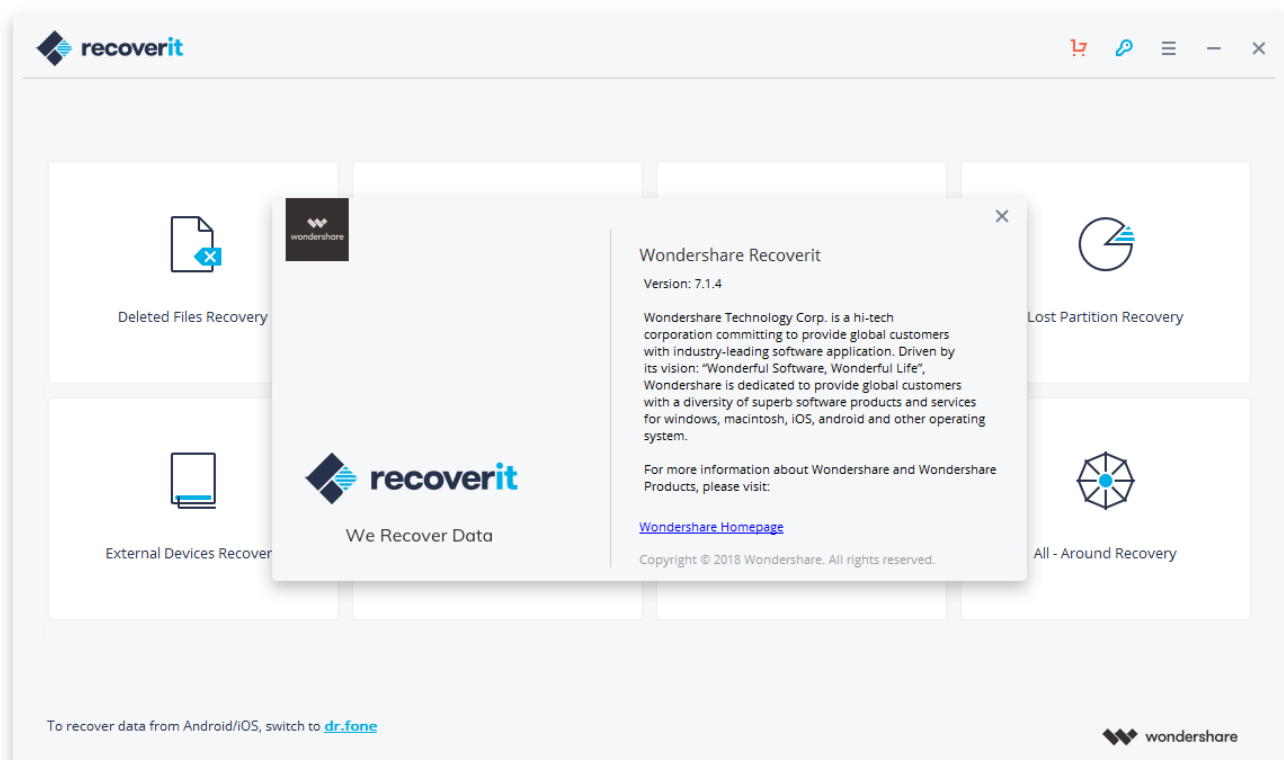 recoverit
Deleted Files Recovery
Lost Partition Recovery
External Devices Recover
All - Around Recovery
wondershare
recoverit
We Recover Data
Wondershare Recoverit
Version: 7.1.4
Wondershare Technology Corp. is a hi-tech
corporation committing to provide global customers
with industry-leading software application. Driven by
its vision: “Wonderful Software, Wonderful Life”,
Wondershare is dedicated to provide global customers
with a diversity of superb software products and services
for windows, macintosh, iOS, android and other operating
system.
For more information about Wondershare and Wondershare
Products, please visit:
Wondershare Homepage
Copyright © 2018 Wondershare. All rights reserved.
To recover data from Android/iOS, switch to dr.fone
wondershare